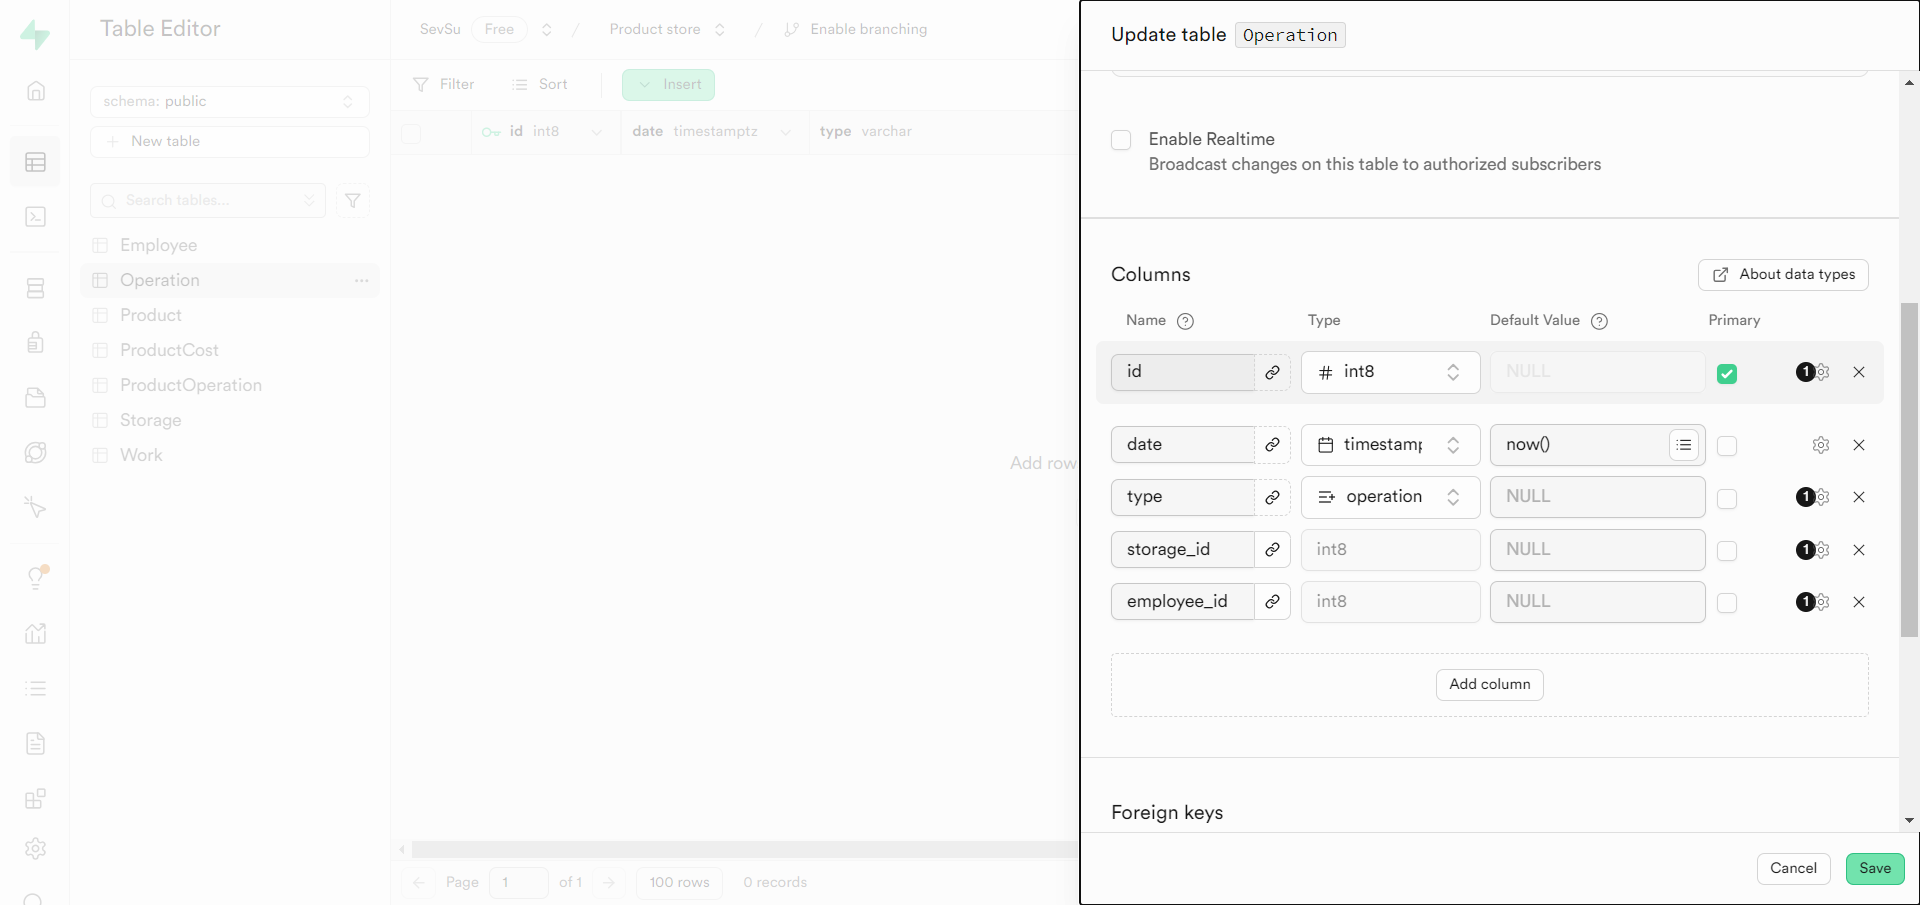 Table Editor
SevSu Free / Product store / Enable branching
schema: public
New table
Search tables...
Employee
Operation
Product
ProductCost
ProductOperation
Storage
Work
Filter Sort Insert
id int8 date timestamptz type varchar
Add row
Page 1 of 1 100 rows 0 records
Update table Operation
Enable Realtime
Broadcast changes on this table to authorized subscribers
Columns About data types
Name ? Type Default Value ? Primary
id # int8 NULL 1
date now()
type operation NULL 1
storage_id int8 NULL 1
employee_id int8 NULL 1
Add column
Foreign keys
Cancel Save